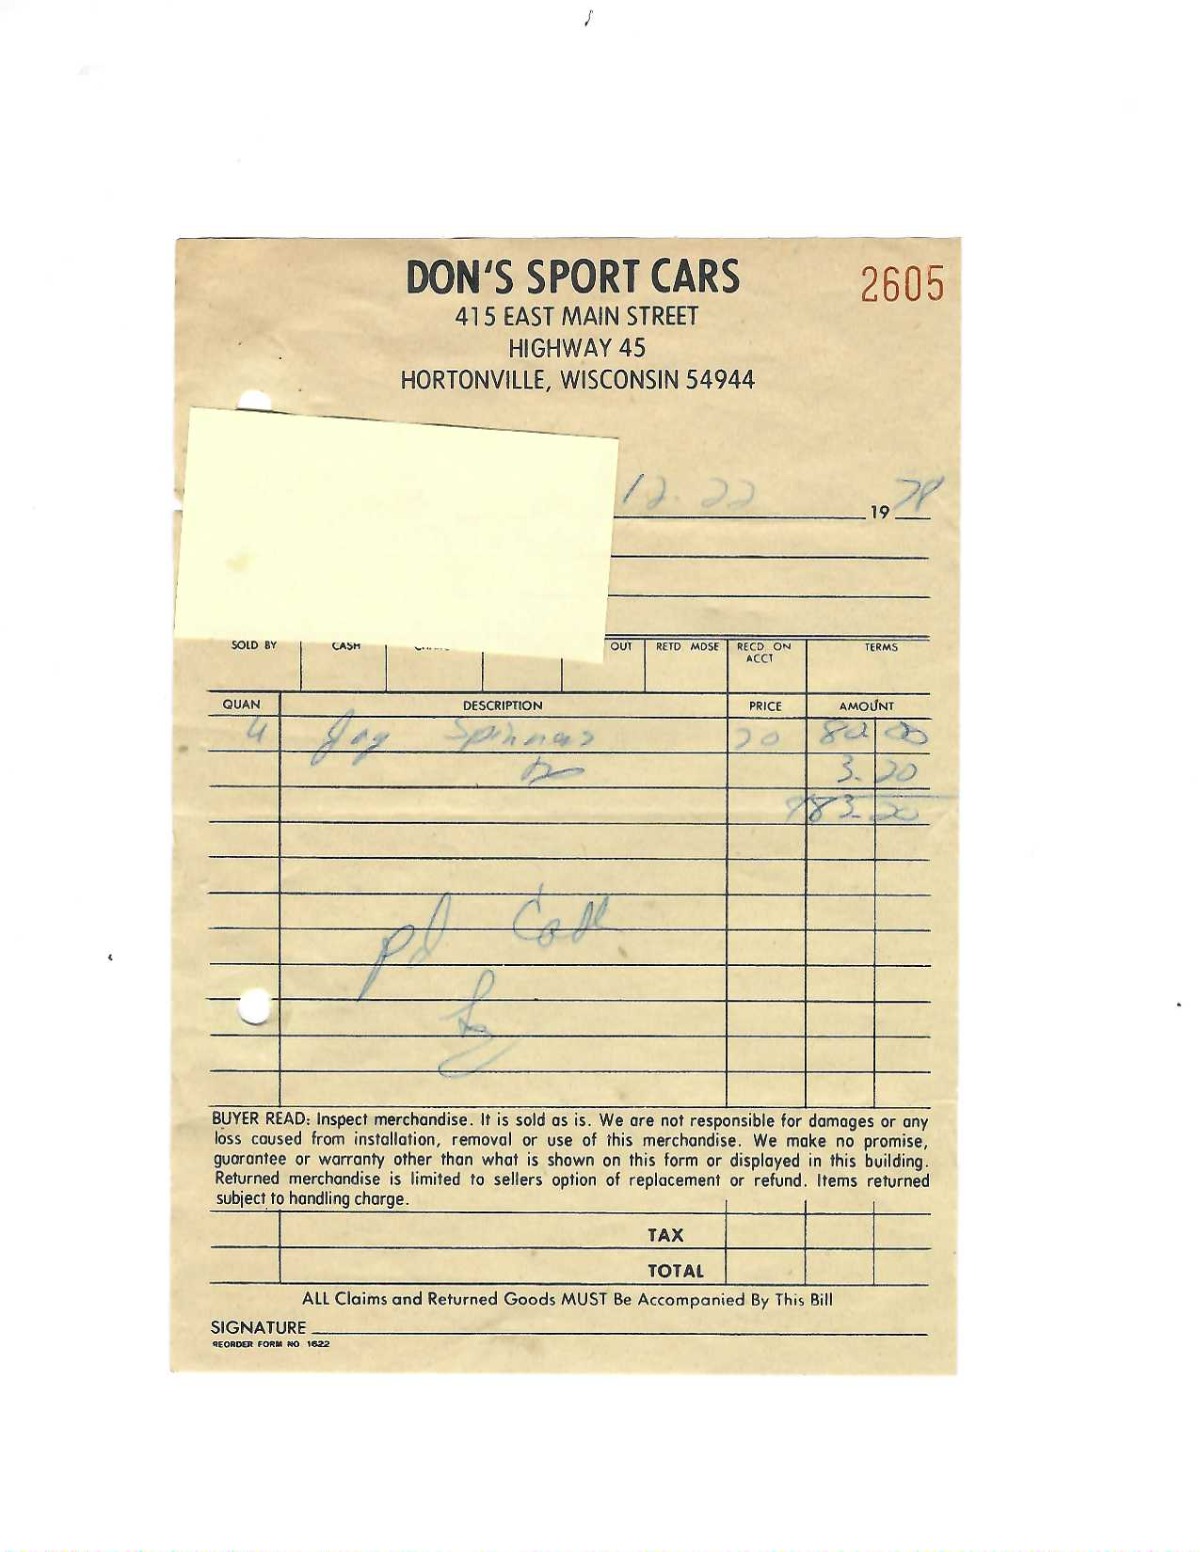 DON'S SPORT CARS
2605
415 EAST MAIN STREET
HIGHWAY 45
HORTONVILLE, WISCONSIN 54944
12.22 19 78
SOLD BY CASH OUT RETD MDSE RECD ON ACCT TERMS
QUAN DESCRIPTION PRICE AMOUNT
4 Jag Spinners 20 80 00
3.20
83.20
pd Cash
BUYER READ: Inspect merchandise. It is sold as is. We are not responsible for damages or any
loss caused from installation, removal or use of this merchandise. We make no promise,
guarantee or warranty other than what is shown on this form or displayed in this building.
Returned merchandise is limited to sellers option of replacement or refund. Items returned
subject to handling charge.
TAX
TOTAL
ALL Claims and Returned Goods MUST Be Accompanied By This Bill
SIGNATURE
REORDER FORM NO 1622